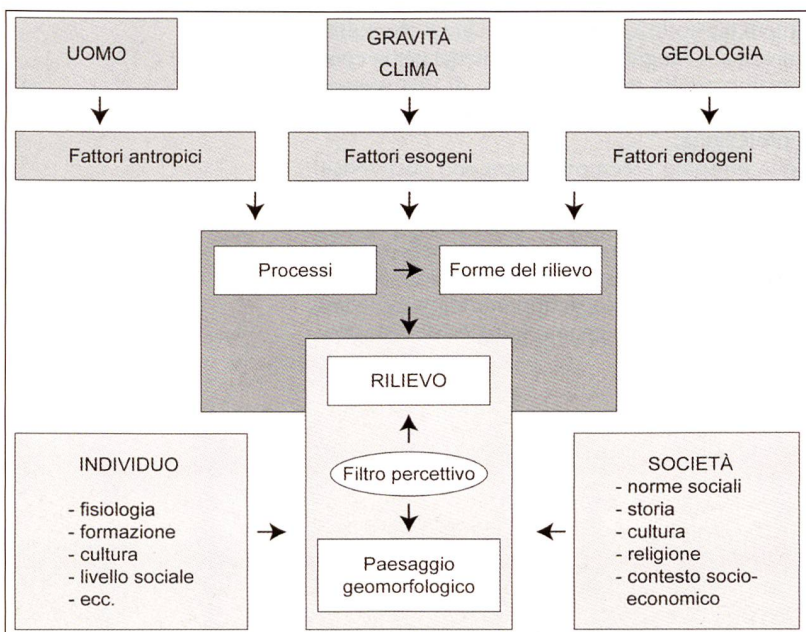 UOMO
GRAVITÀ
CLIMA
GEOLOGIA
Fattori antropici
Fattori esogeni
Fattori endogeni
Processi
Forme del rilievo
RILIEVO
Filtro percettivo
Paesaggio
geomorfologico
INDIVIDUO
- fisiologia
- formazione
- cultura
- livello sociale
- ecc.
SOCIETÀ
- norme sociali
- storia
- cultura
- religione
- contesto socio-
economico